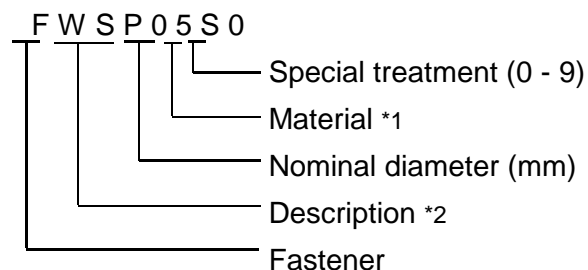 F W S P 0 5 S 0
Special treatment (0 - 9)
Material *1
Nominal diameter (mm)
Description *2
Fastener